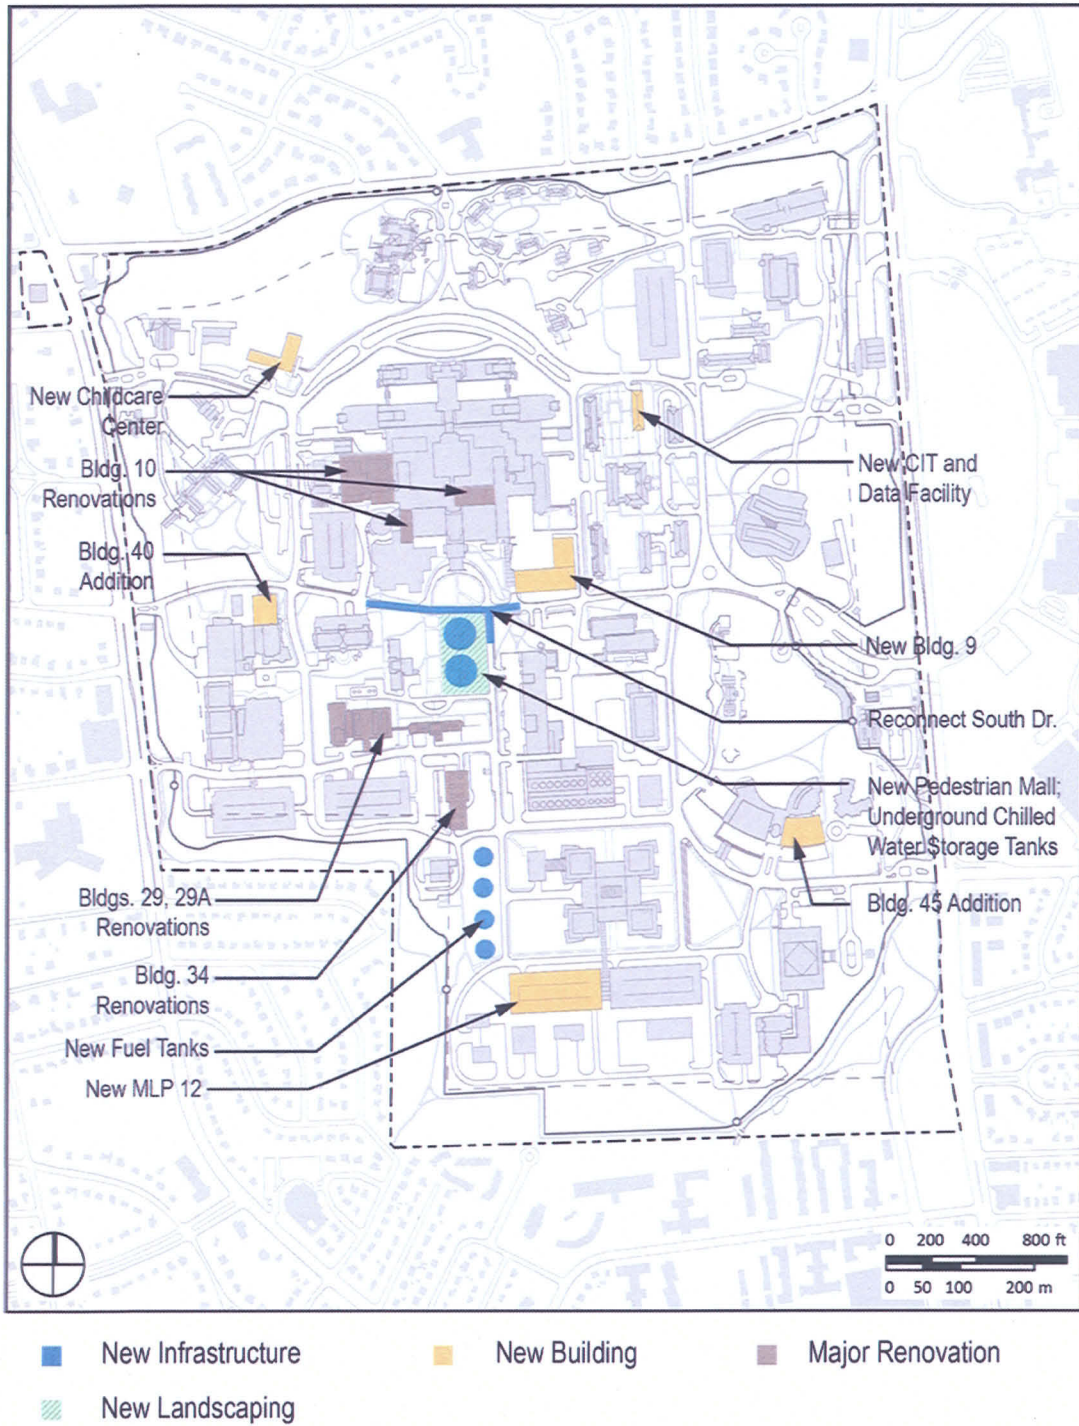 New Childcare
Center
Bldg. 10
Renovations
Bldg. 40
Addition
New CIT and
Data Facility
New Bldg. 9
Reconnect South Dr.
New Pedestrian Mall;
Underground Chilled
Water Storage Tanks
Bldg. 45 Addition
Bldgs. 29, 29A
Renovations
Bldg. 34
Renovations
New Fuel Tanks
New MLP 12
0 200 400 800 ft
0 50 100 200 m
New Infrastructure
New Building
Major Renovation
New Landscaping